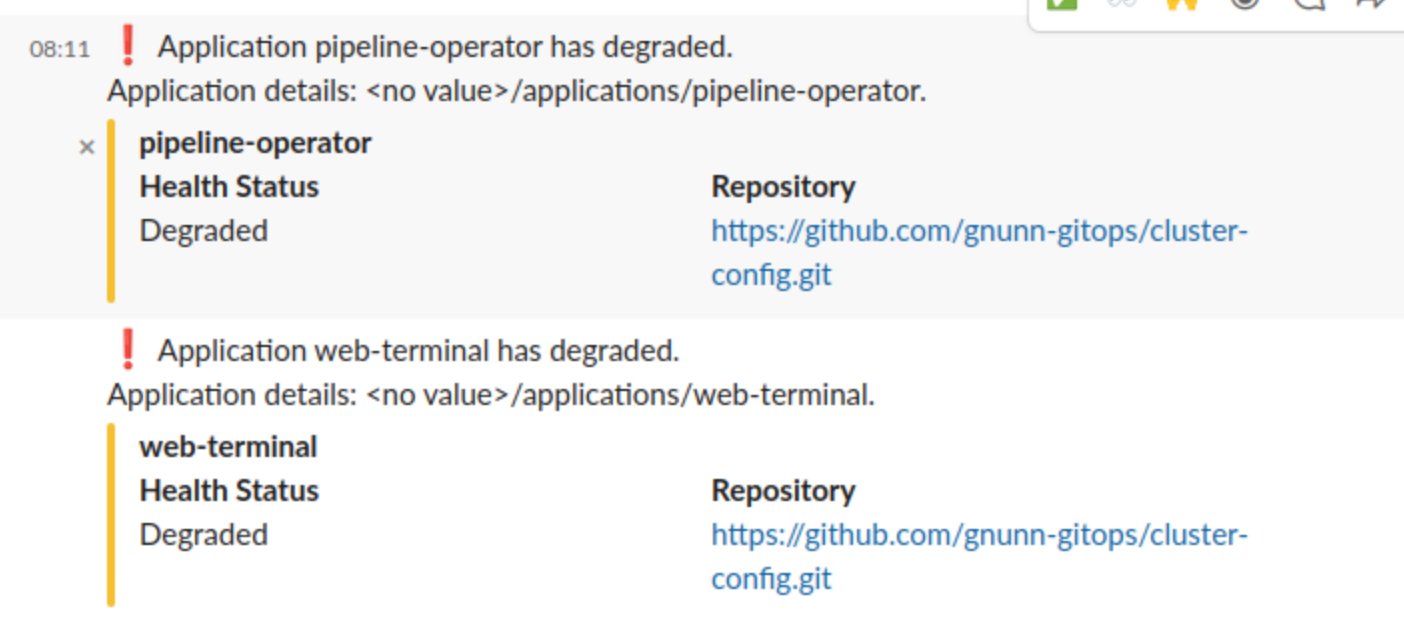 08:11 ❗ Application pipeline-operator has degraded.
Application details: <no value>/applications/pipeline-operator.
× pipeline-operator
Health Status Repository
Degraded https://github.com/gnunn-gitops/cluster-
config.git
❗ Application web-terminal has degraded.
Application details: <no value>/applications/web-terminal.
web-terminal
Health Status Repository
Degraded https://github.com/gnunn-gitops/cluster-
config.git